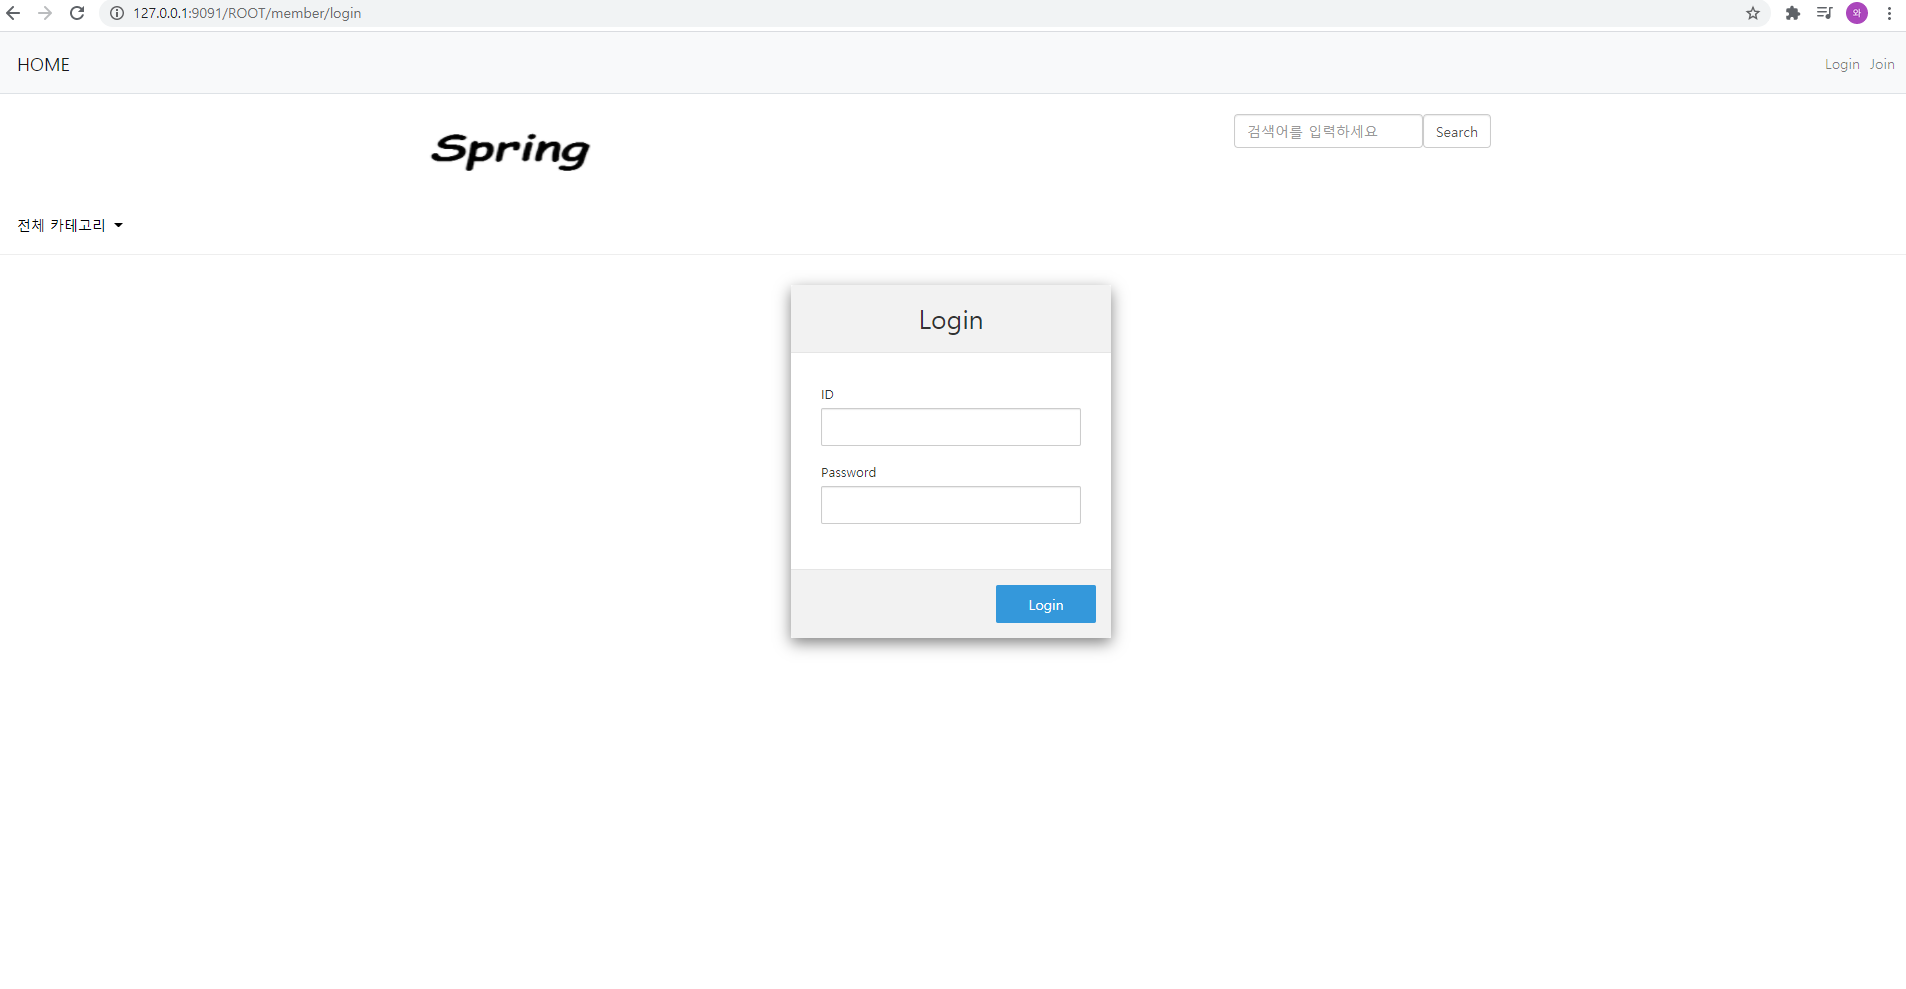 127.0.0.1:9091/ROOT/member/login
와
HOME
Login Join
Spring
검색어를 입력하세요 Search
전체 카테고리
Login
ID
Password
Login